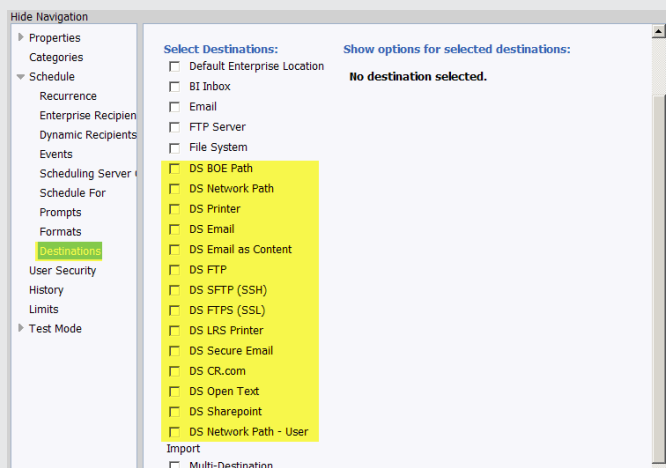 Hide Navigation
Properties
Categories
Schedule
Recurrence
Enterprise Recipien
Dynamic Recipients
Events
Scheduling Server
Schedule For
Prompts
Formats
Destinations
User Security
History
Limits
Test Mode
Select Destinations:
Default Enterprise Location
BI Inbox
Email
FTP Server
File System
DS BOE Path
DS Network Path
DS Printer
DS Email
DS Email as Content
DS FTP
DS SFTP (SSH)
DS FTPS (SSL)
DS LRS Printer
DS Secure Email
DS CR.com
DS Open Text
DS Sharepoint
DS Network Path - User
Import
Multi-Destination
Show options for selected destinations:
No destination selected.